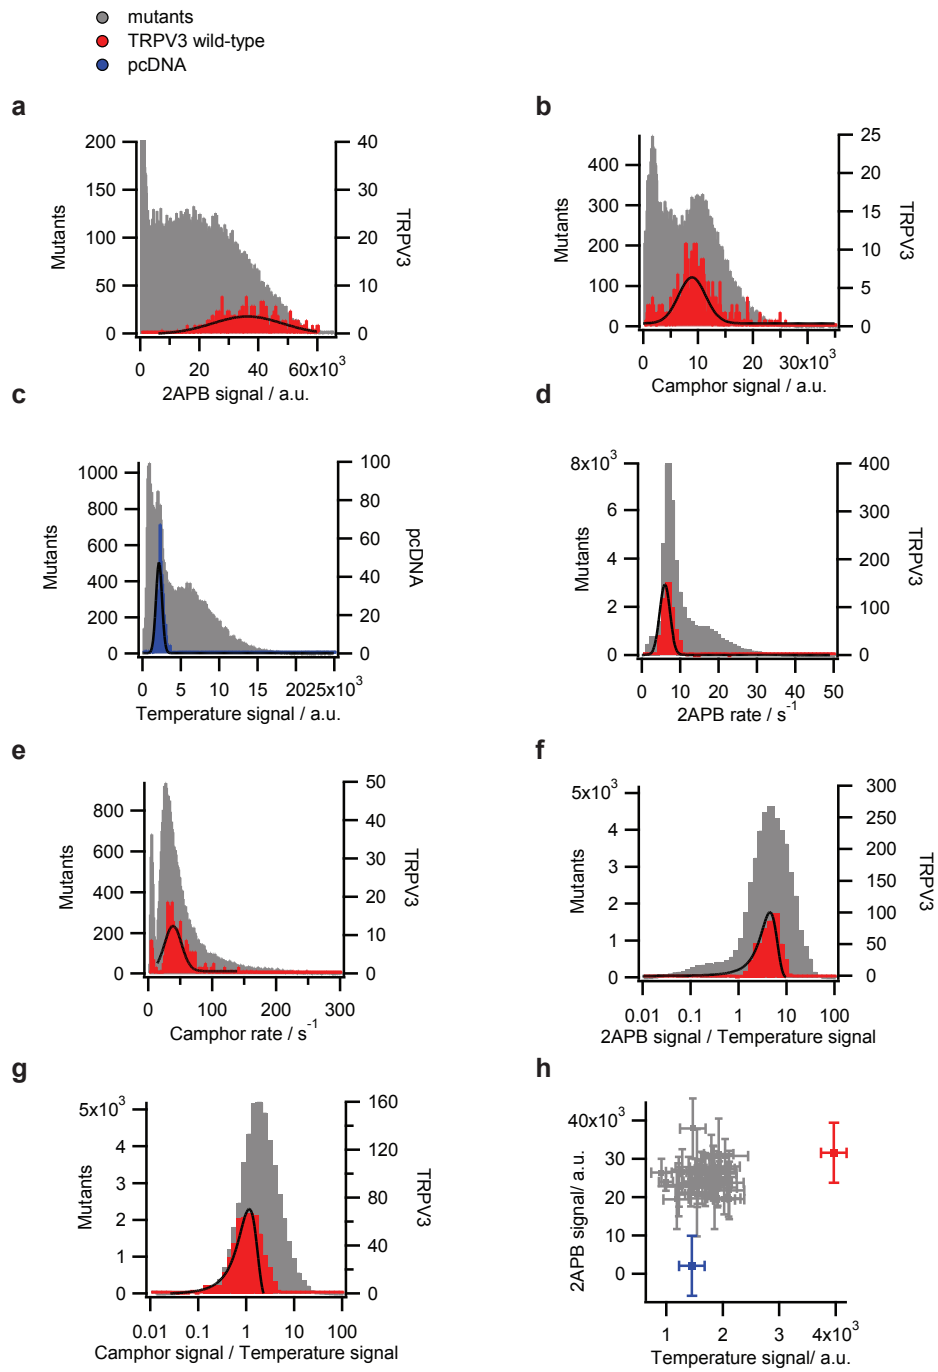 mutants
TRPV3 wild-type
pcDNA
a
200
150
100
50
0
Mutants
40
30
20
10
0
TRPV3
0 20 40 60x10³
2APB signal / a.u.
b
400
300
200
100
0
Mutants
25
20
15
10
5
0
TRPV3
0 10 20 30x10³
Camphor signal / a.u.
c
1000
800
600
400
200
0
Mutants
100
80
60
40
20
0
pcDNA
0 5 10 15 2025x10³
Temperature signal / a.u.
d
8x10³
6
4
2
0
Mutants
400
300
200
100
0
TRPV3
0 10 20 30 40 50
2APB rate / s⁻¹
e
800
600
400
200
0
Mutants
50
40
30
20
10
0
TRPV3
0 100 200 300
Camphor rate / s⁻¹
f
5x10³
4
3
2
1
0
Mutants
300
250
200
150
100
50
0
TRPV3
0.01 0.1 1 10 100
2APB signal / Temperature signal
g
5x10³
4
3
2
1
0
Mutants
160
120
80
40
0
TRPV3
0.01 0.1 1 10 100
Camphor signal / Temperature signal
h
40x10³
30
20
10
0
2APB signal/ a.u.
1 2 3 4x10³
Temperature signal/ a.u.